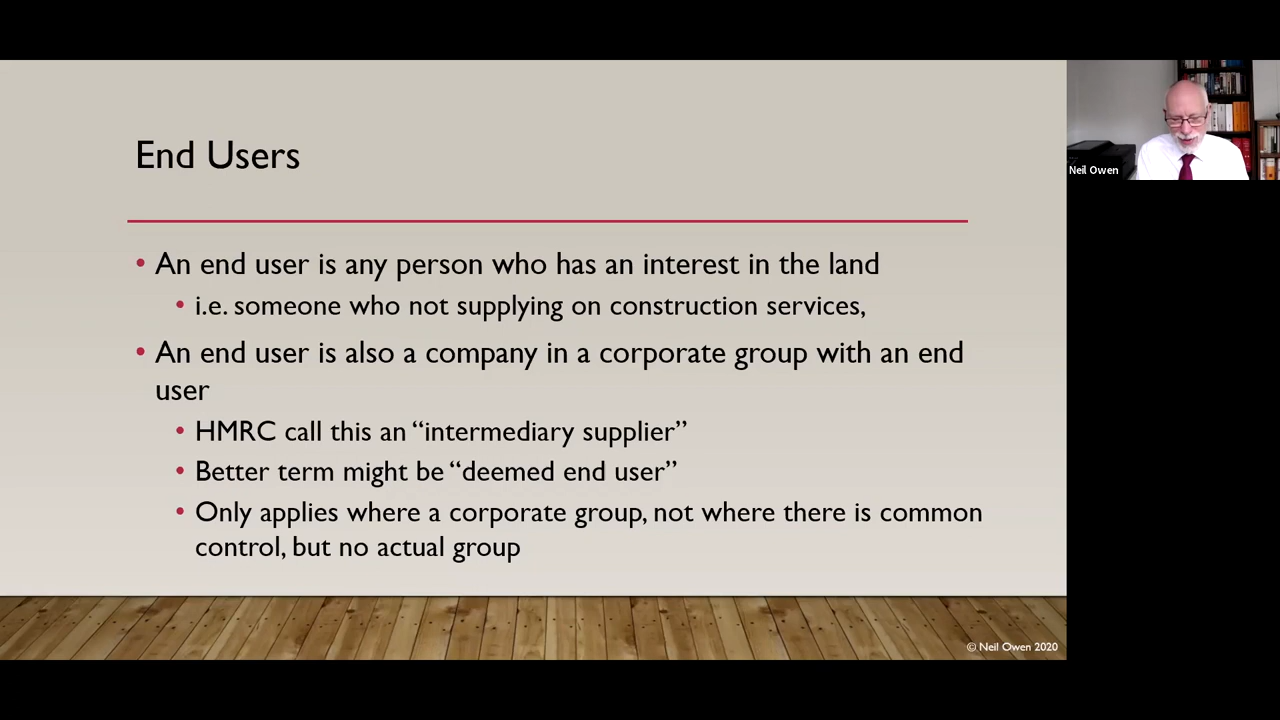 End Users
An end user is any person who has an interest in the land
i.e. someone who not supplying on construction services,
An end user is also a company in a corporate group with an end
user
HMRC call this an “intermediary supplier”
Better term might be “deemed end user”
Only applies where a corporate group, not where there is common
control, but no actual group
© Neil Owen 2020
Neil Owen